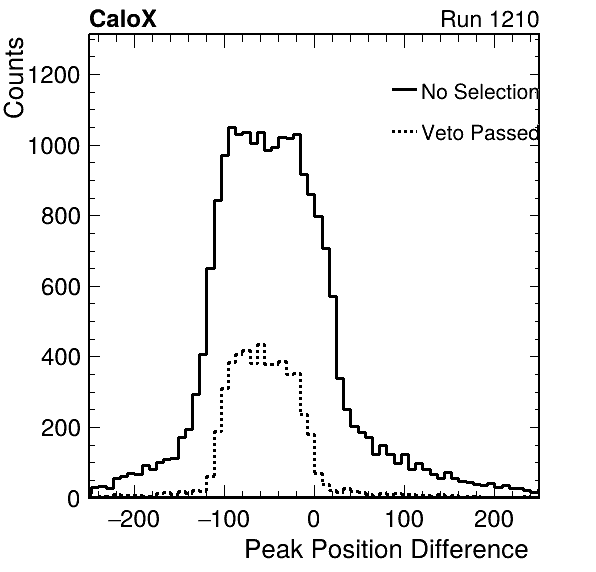 CaloX Run 1210
Counts
1200
1000
800
600
400
200
0
No Selection
Veto Passed
−200 −100 0 100 200
Peak Position Difference